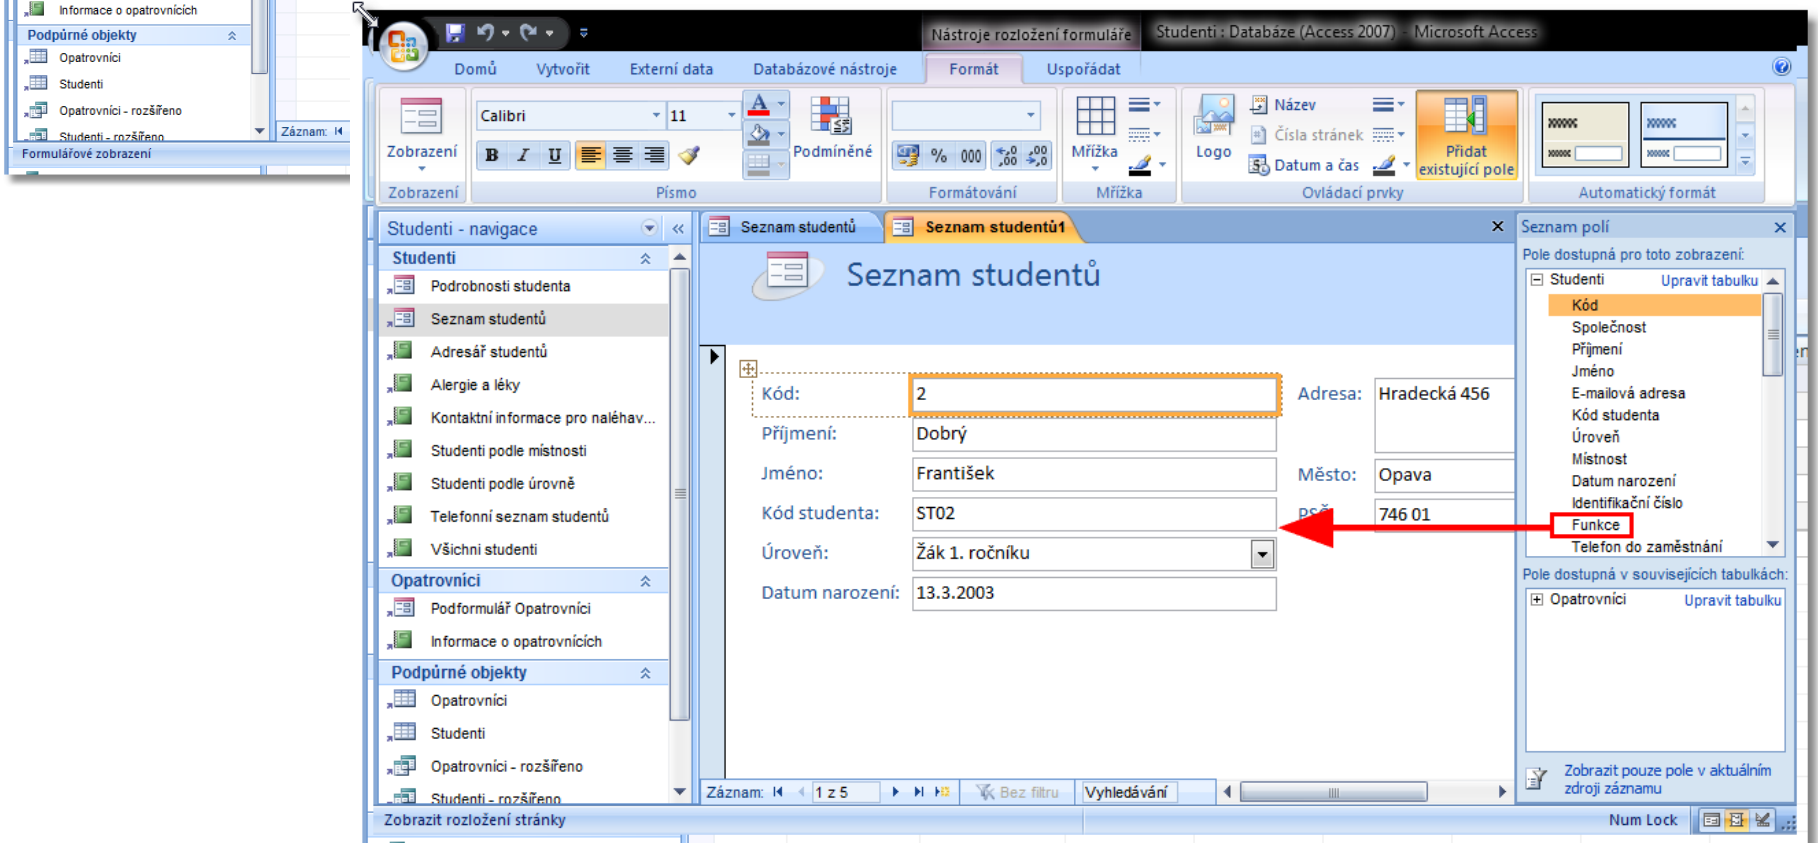 Informace o opatrovnících
Podpůrné objekty
Opatrovníci
Studenti
Opatrovníci - rozšířeno
Studenti - rozšířeno
Záznam:
Formulářové zobrazení
Nástroje rozložení formuláře
Studenti : Databáze (Access 2007) - Microsoft Access
Domů
Vytvořit
Externí data
Databázové nástroje
Formát
Uspořádat
Zobrazení
Zobrazení
Calibri
11
B I U
Písmo
Podmíněné
% 000 ,00 ,0
Formátování
Mřížka
Mřížka
Logo
Název
Čísla stránek
Datum a čas
Přidat
existující pole
Ovládací prvky
xxxxx
xxxxx
xxxxx
xxxxx
Automatický formát
Studenti - navigace
Studenti
Podrobnosti studenta
Seznam studentů
Adresář studentů
Alergie a léky
Kontaktní informace pro naléhav...
Studenti podle místnosti
Studenti podle úrovně
Telefonní seznam studentů
Všichni studenti
Opatrovníci
Podformulář Opatrovníci
Informace o opatrovnících
Podpůrné objekty
Opatrovníci
Studenti
Opatrovníci - rozšířeno
Studenti - rozšířeno
Seznam studentů
Seznam studentů1
Seznam studentů
Kód: 2
Příjmení: Dobrý
Jméno: František
Kód studenta: ST02
Úroveň: Žák 1. ročníku
Datum narození: 13.3.2003
Adresa: Hradecká 456
Město: Opava
PSČ 746 01
Záznam: 1 z 5
Bez filtru
Vyhledávání
Seznam polí
Pole dostupná pro toto zobrazení:
Studenti Upravit tabulku
Kód
Společnost
Příjmení
Jméno
E-mailová adresa
Kód studenta
Úroveň
Místnost
Datum narození
Identifikační číslo
Funkce
Telefon do zaměstnání
Pole dostupná v souvisejících tabulkách:
Opatrovníci Upravit tabulku
Zobrazit pouze pole v aktuálním
zdroji záznamu
Zobrazit rozložení stránky
Num Lock